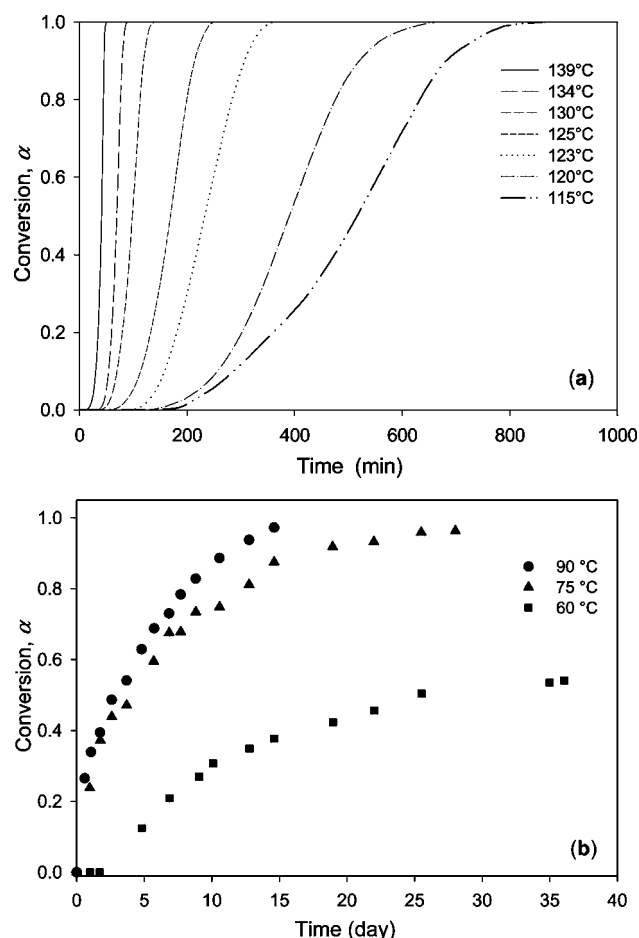 1.0
0.8
0.6
0.4
0.2
0.0
Conversion, α
139°C
134°C
130°C
125°C
123°C
120°C
115°C
(a)
0 200 400 600 800 1000
Time (min)
1.0
0.8
0.6
0.4
0.2
0.0
Conversion, α
90 °C
75 °C
60 °C
(b)
0 5 10 15 20 25 30 35 40
Time (day)